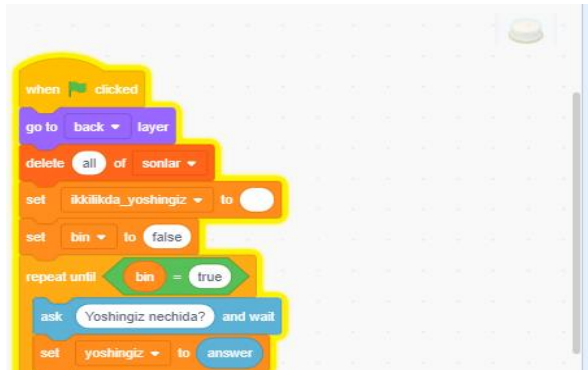 when clicked
go to back layer
delete all of sonlar
set ikkilikda_yoshingiz to
set bin to false
repeat until bin = true
ask Yoshingiz nechida? and wait
set yoshingiz to answer